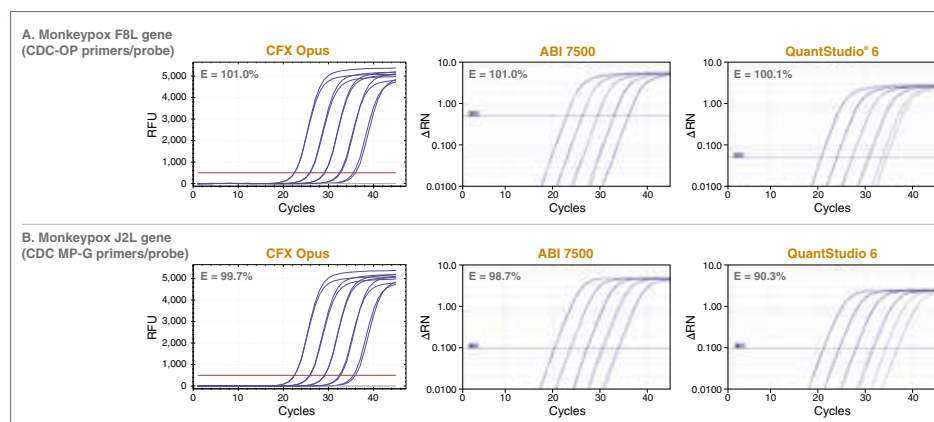 A. Monkeypox F8L gene
(CDC-OP primers/probe)
CFX Opus
ABI 7500
QuantStudio® 6
E = 101.0%
E = 101.0%
E = 100.1%
RFU
5,000
4,000
3,000
2,000
1,000
0
0 10 20 30 40
Cycles
ΔRN
10.0
1.00
0.100
0.0100
0 10 20 30 40
Cycles
ΔRN
10.0
1.00
0.100
0.0100
0 10 20 30 40
Cycles
B. Monkeypox J2L gene
(CDC MP-G primers/probe)
CFX Opus
ABI 7500
QuantStudio 6
E = 99.7%
E = 98.7%
E = 90.3%
RFU
5,000
4,000
3,000
2,000
1,000
0
0 10 20 30 40
Cycles
ΔRN
10.0
1.00
0.100
0.0100
0 10 20 30 40
Cycles
ΔRN
10.0
1.00
0.100
0.0100
0 10 20 30 40
Cycles